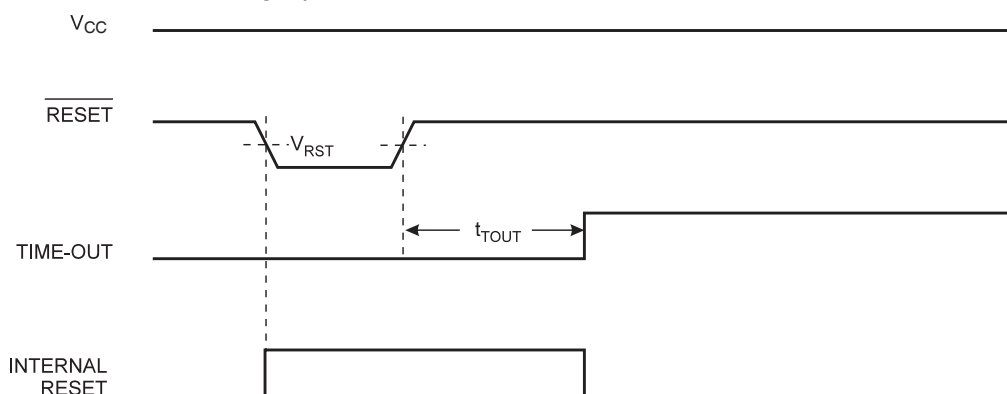 VCC
RESET
VRST
tTOUT
TIME-OUT
INTERNAL
RESET